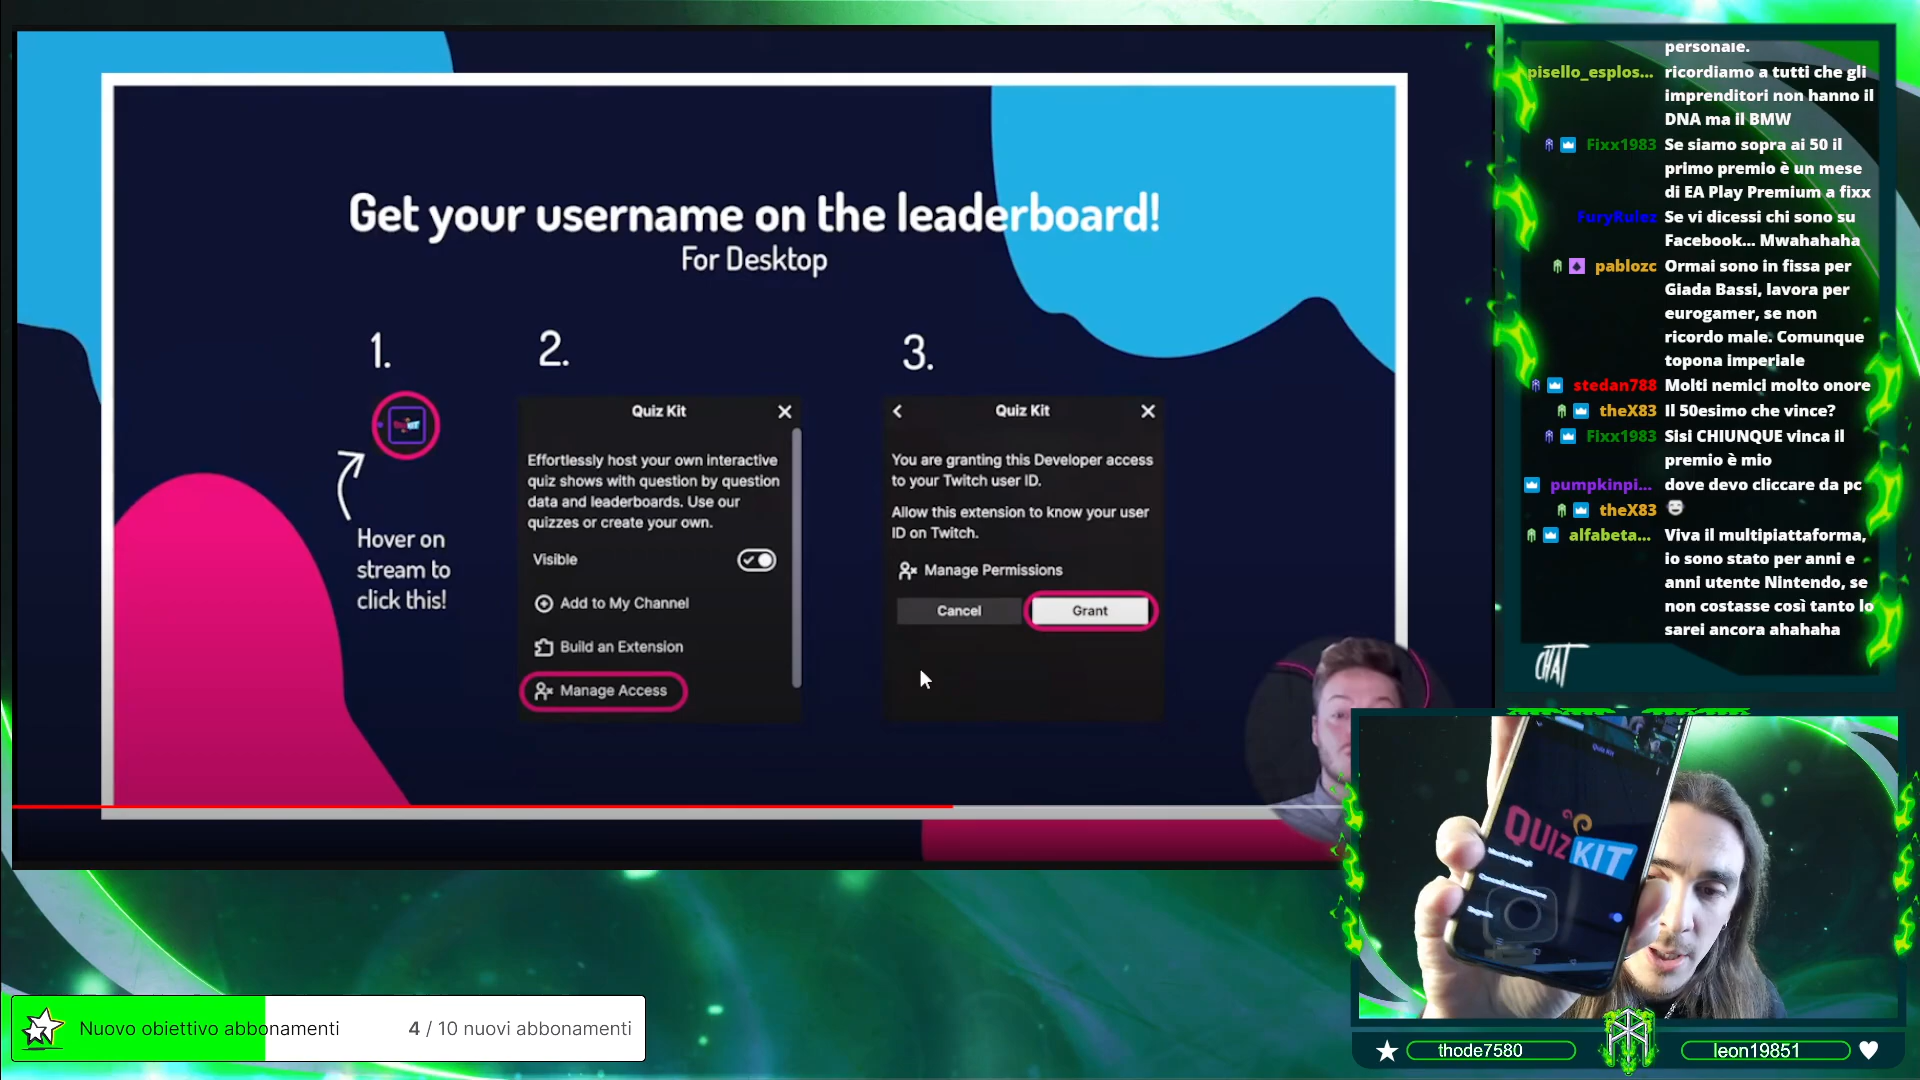 Get your username on the leaderboard!
For Desktop
1.
2.
3.
Hover on
stream to
click this!
Quiz Kit
Effortlessly host your own interactive
quiz shows with question by question
data and leaderboards. Use our
quizzes or create your own.
Visible
Add to My Channel
Build an Extension
Manage Access
Quiz Kit
You are granting this Developer access
to your Twitch user ID.
Allow this extension to know your user
ID on Twitch.
Manage Permissions
Cancel
Grant
personale.
pisello_esplos... ricordiamo a tutti che gli
imprenditori non hanno il
DNA ma il BMW
Fixx1983 Se siamo sopra ai 50 il
primo premio è un mese
di EA Play Premium a fixx
FuryRulez Se vi dicessi chi sono su
Facebook... Mwahahaha
pablozc Ormai sono in fissa per
Giada Bassi, lavora per
eurogamer, se non
ricordo male. Comunque
topona imperiale
stedan788 Molti nemici molto onore
theX83 Il 50esimo che vince?
Fixx1983 Sisi CHIUNQUE vinca il
premio è mio
pumpkinpi... dove devo cliccare da pc
theX83
alfabeta... Viva il multipiattaforma,
io sono stato per anni e
anni utente Nintendo, se
non costasse così tanto lo
sarei ancora ahahaha
CHAT
Quiz Kit
QUIZ
KIT
Nuovo obiettivo abbonamenti 4 / 10 nuovi abbonamenti
thode7580
leon19851